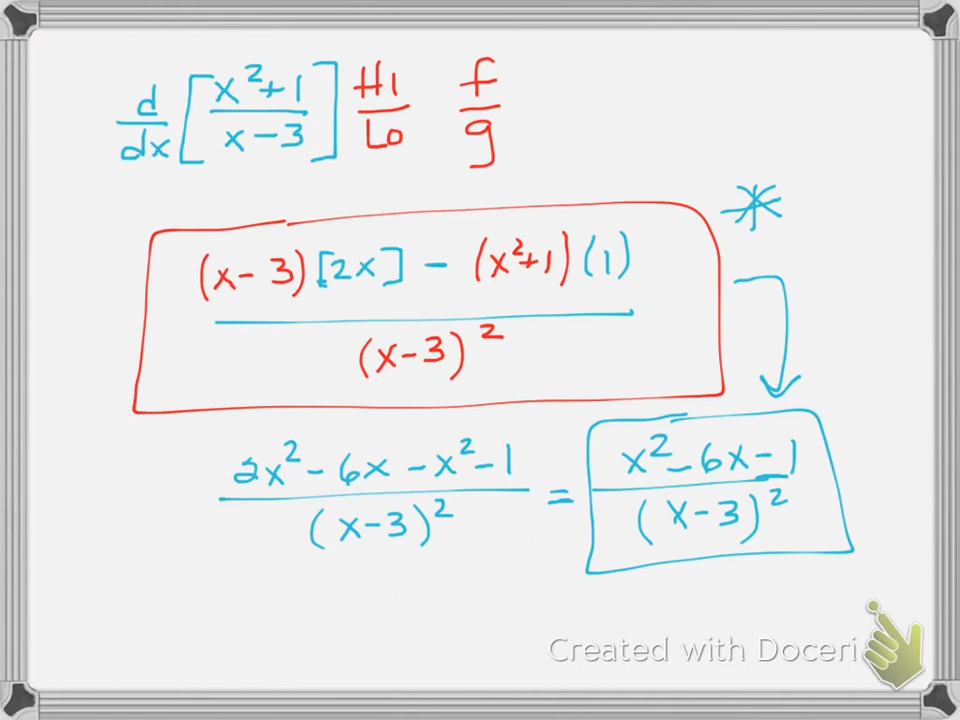 d/dx [x²+1 / x-3] Hi/Lo f/g
*
(x-3)[2x] - (x²+1)(1)
(x-3)²
2x² - 6x - x² - 1 / (x-3)² = x² - 6x - 1 / (x-3)²
Created with Doceri